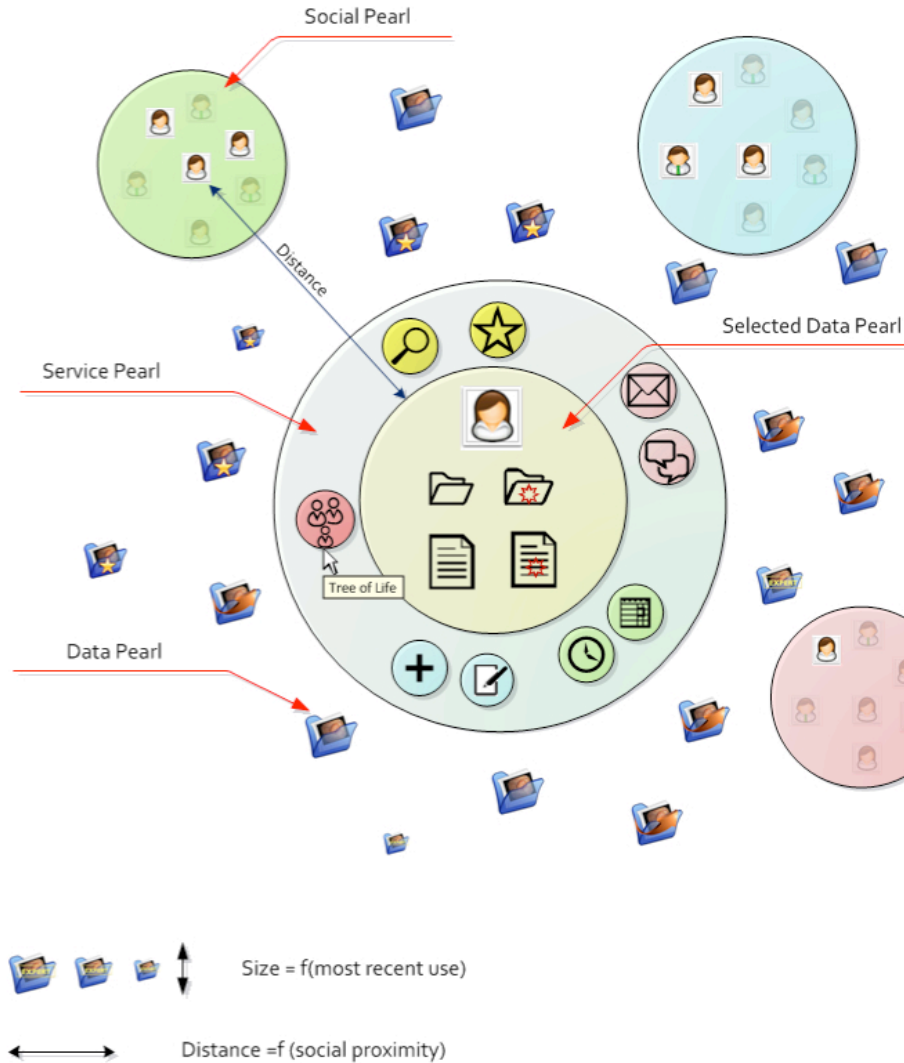 Social Pearl
Distance
Selected Data Pearl
Service Pearl
Tree of Life
EXPERT
Data Pearl
Size = f(most recent use)
Distance =f (social proximity)